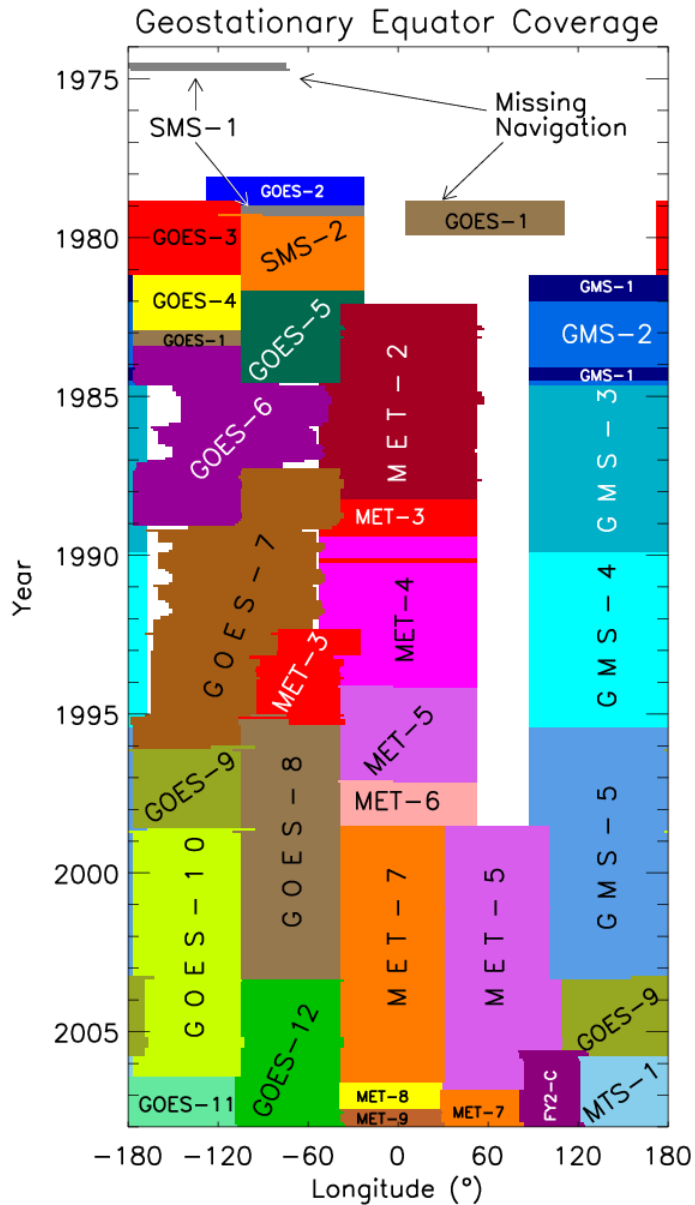 Geostationary Equator Coverage
1975
SMS-1
Missing
Navigation
GOES-2
GOES-3
SMS-2
GOES-1
1980
GOES-4
GMS-1
GOES-5
GMS-2
GOES-1
MET-2
GMS-1
1985
GOES-6
GMS-3
MET-3
1990
GOES-7
MET-4
GMS-4
MET-3
1995
MET-5
GOES-9
GOES-8
MET-6
GMS-5
2000
GOES-10
MET-7
MET-5
GOES-9
2005
GOES-12
GOES-11
MET-8
MET-9
MET-7
FY2-C
MTS-1
Year
-180 -120 -60 0 60 120 180
Longitude (°)